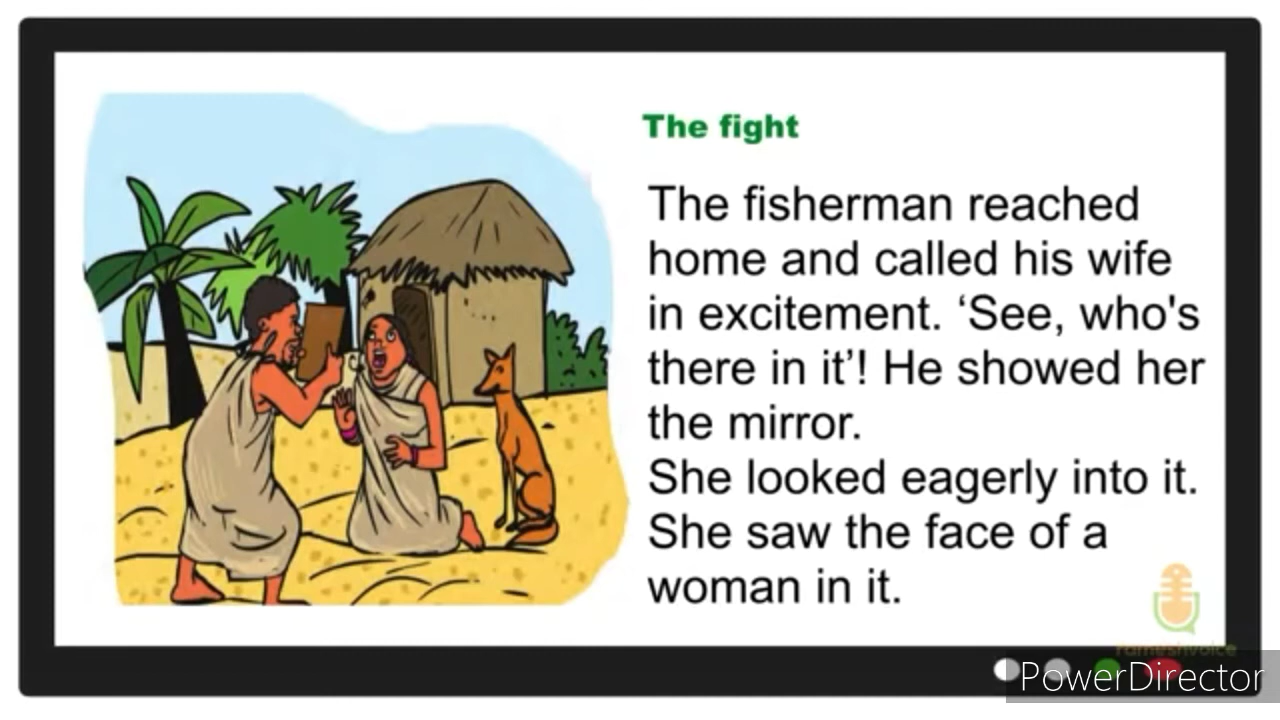 The fight
The fisherman reached
home and called his wife
in excitement. ‘See, who's
there in it’! He showed her
the mirror.
She looked eagerly into it.
She saw the face of a
woman in it.
rameshvoice
PowerDirector